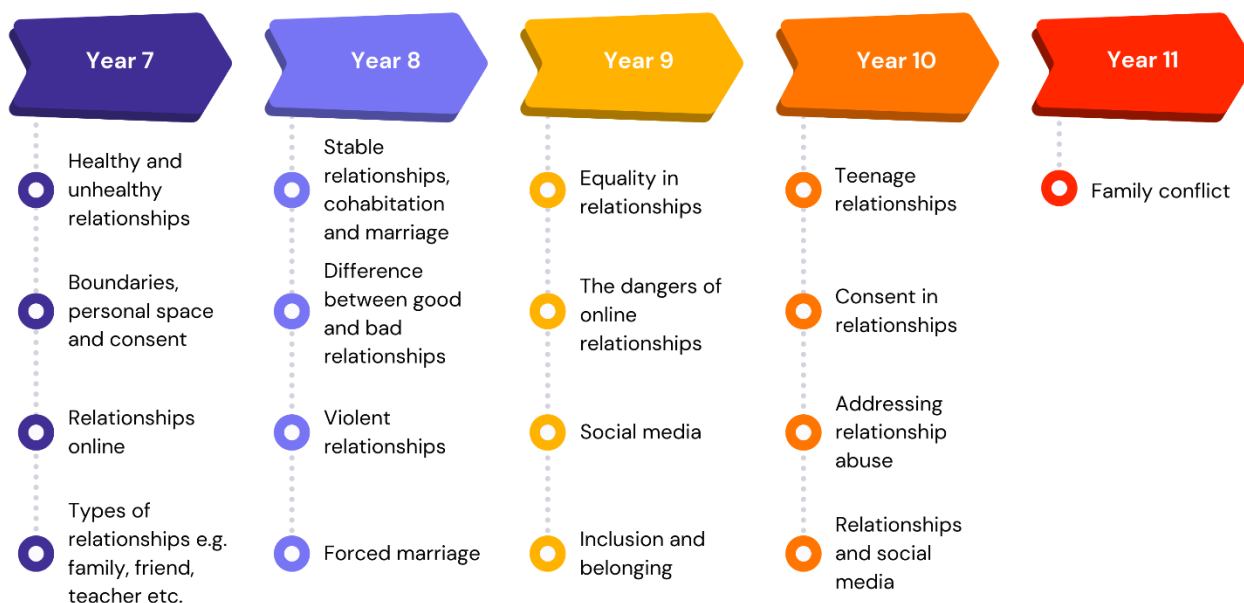 Year 7
Healthy and
unhealthy
relationships
Boundaries,
personal space
and consent
Relationships
online
Types of
relationships e.g.
family, friend,
teacher etc.
Year 8
Stable
relationships,
cohabitation
and marriage
Difference
between good
and bad
relationships
Violent
relationships
Forced marriage
Year 9
Equality in
relationships
The dangers of
online
relationships
Social media
Inclusion and
belonging
Year 10
Teenage
relationships
Consent in
relationships
Addressing
relationship
abuse
Relationships
and social
media
Year 11
Family conflict